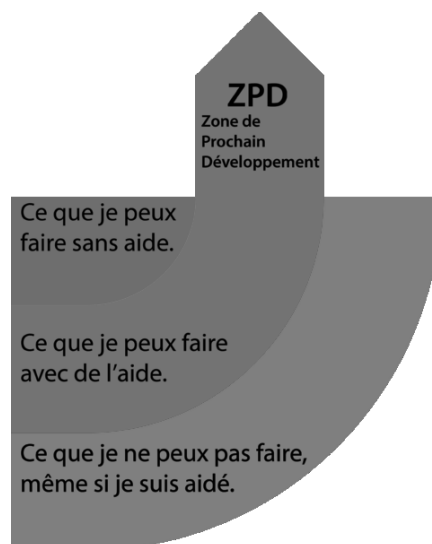 ZPD
Zone de
Prochain
Développement
Ce que je peux
faire sans aide.
Ce que je peux faire
avec de l’aide.
Ce que je ne peux pas faire,
même si je suis aidé.